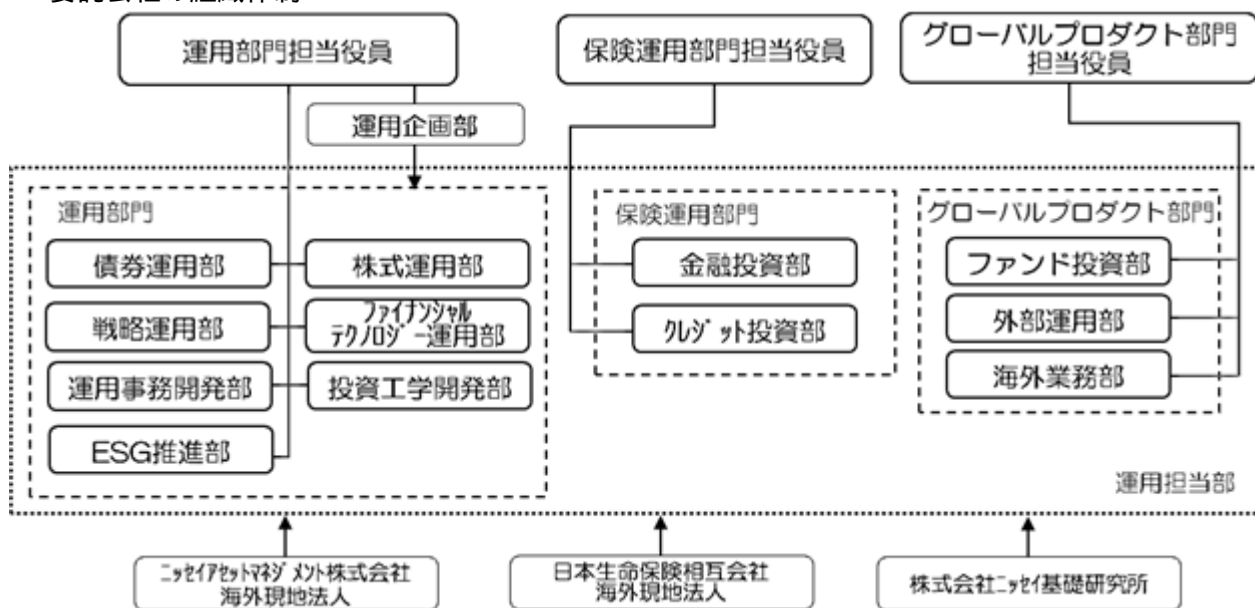 運用部門担当役員
保険運用部門担当役員
グローバルプロダクト部門
担当役員
運用企画部
運用部門
債券運用部
株式運用部
戦略運用部
ファイナンシャル
テクノロジー運用部
運用事務開発部
投資工学開発部
ESG推進部
保険運用部門
金融投資部
クレジット投資部
グローバルプロダクト部門
ファンド投資部
外部運用部
海外業務部
運用担当部
ニッセイアセットマネジメント株式会社
海外現地法人
日本生命保険相互会社
海外現地法人
株式会社ニッセイ基礎研究所